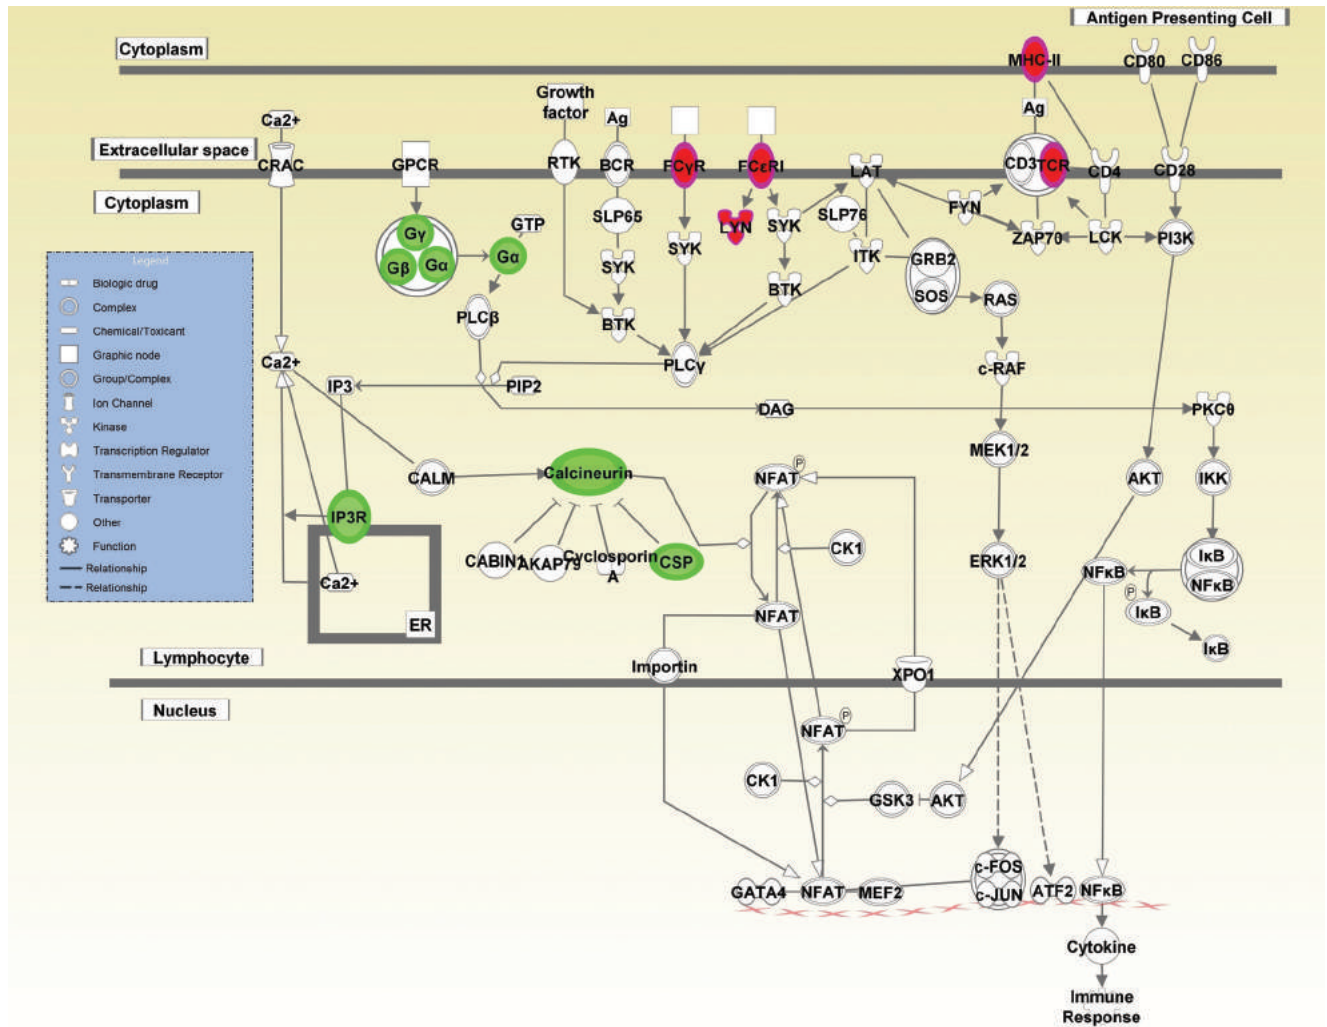 Antigen Presenting Cell
Cytoplasm
MHC-II
CD80
CD86
Growth
factor
Ag
Ag
Ca2+
Extracellular space
CRAC
GPCR
RTK
BCR
FCγR
FCεRI
LAT
CD3
TCR
CD4
CD28
Cytoplasm
SLP65
LYN
SYK
SLP76
FYN
ZAP70
LCK
PI3K
GTP
Gγ
Gβ
Gα
Gα
SYK
SYK
ITK
GRB2
SOS
RAS
BTK
PLCβ
BTK
PLCγ
c-RAF
Ca2+
IP3
PIP2
DAG
PKCθ
Legend
Biologic drug
Complex
Chemical/Toxicant
Graphic node
Group/Complex
Ion Channel
Kinase
Transcription Regulator
Transmembrane Receptor
Transporter
Other
Function
Relationship
Relationship
MEK1/2
CALM
Calcineurin
P
NFAT
AKT
IKK
IP3R
CABIN1
AKAP79
Cyclosporin
A
CSP
CK1
ERK1/2
NFκB
IκB
NFκB
Ca2+
P
IκB
ER
NFAT
IκB
Lymphocyte
Importin
XPO1
Nucleus
P
NFAT
CK1
GSK3
AKT
c-FOS
c-JUN
GATA4
NFAT
MEF2
ATF2
NFκB
Cytokine
Immune
Response